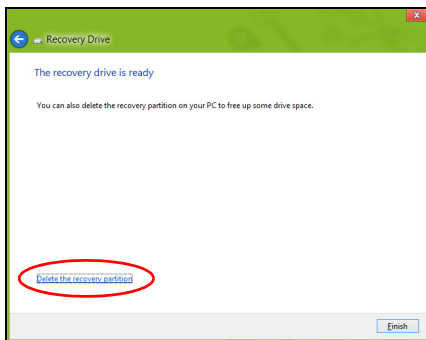 x
Recovery Drive
The recovery drive is ready
You can also delete the recovery partition on your PC to free up some drive space.
Delete the recovery partition
Finish